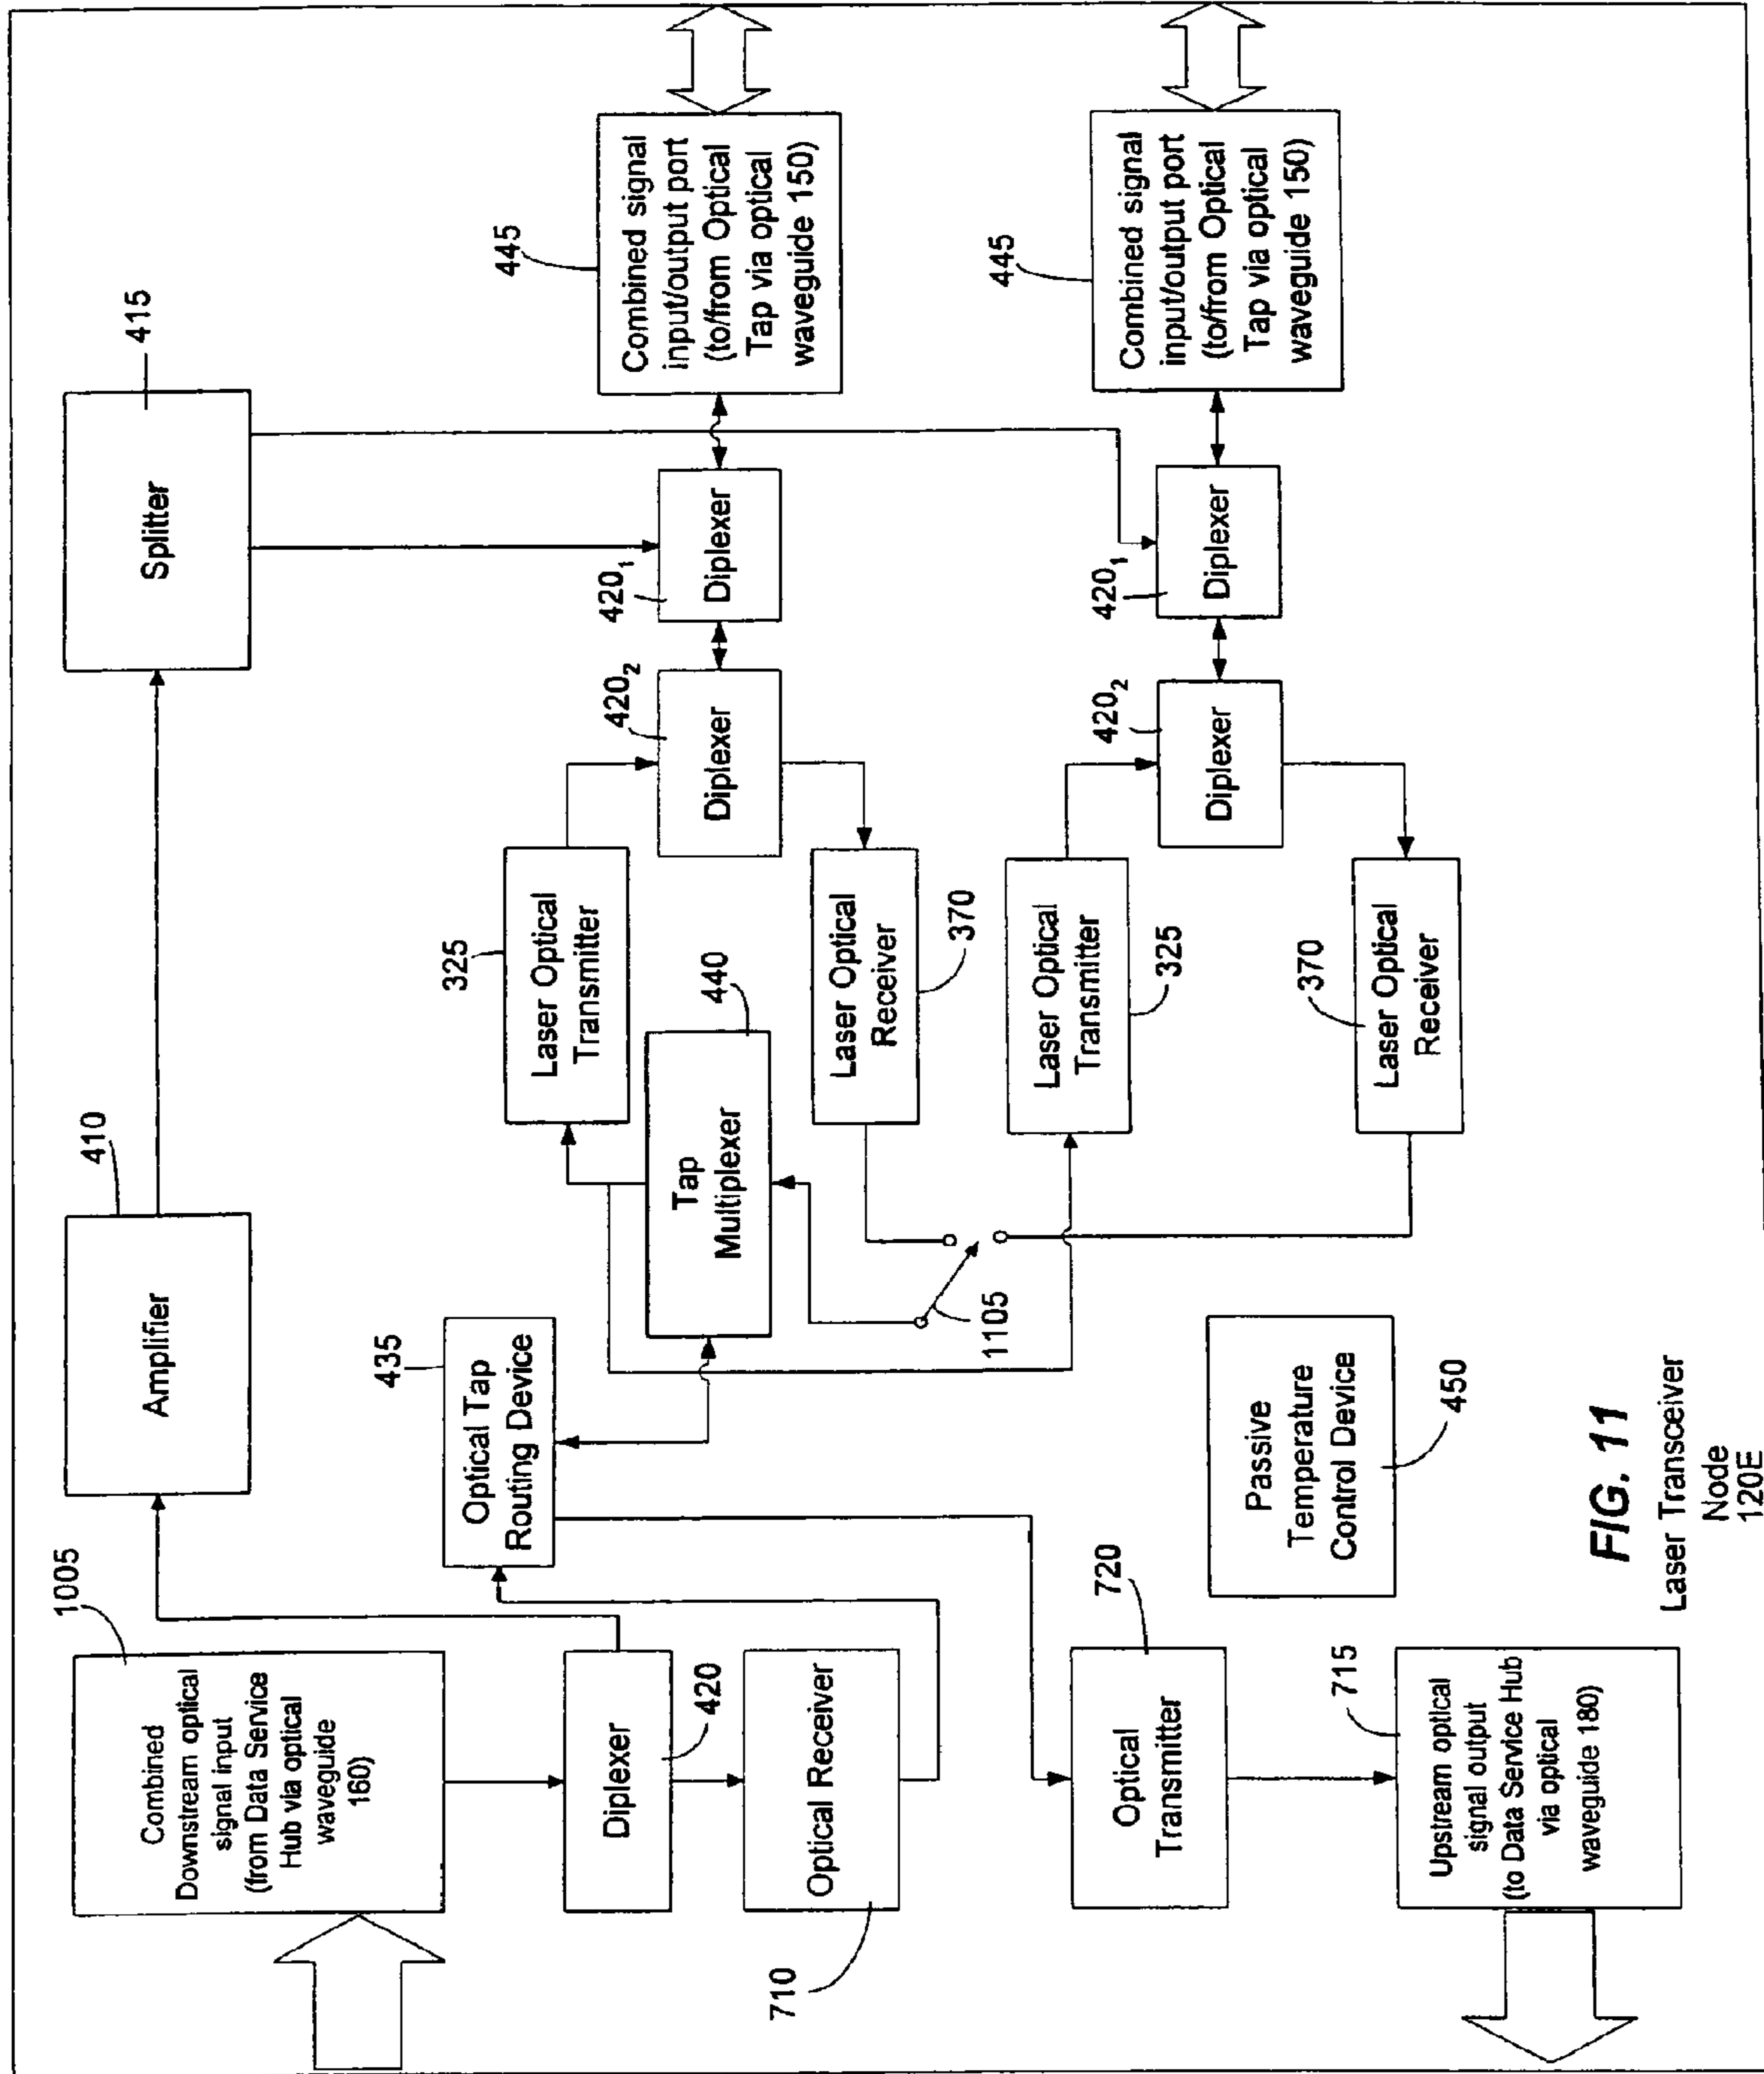 1005
Combined
Downstream optical
signal input
(from Data Service
Hub via optical
waveguide
160)
410
Amplifier
415
Splitter
Diplexer
420
Optical Receiver
710
435
Optical Tap
Routing Device
440
Tap
Multiplexer
325
Laser Optical
Transmitter
420₂
Diplexer
420₁
Diplexer
445
Combined signal
input/output port
(to/from Optical
Tap via optical
waveguide 150)
Laser Optical
Receiver
370
1105
Laser Optical
Transmitter
325
420₂
Diplexer
420₁
Diplexer
445
Combined signal
input/output port
(to/from Optical
Tap via optical
waveguide 150)
370
Laser Optical
Receiver
720
Optical
Transmitter
715
Upstream optical
signal output
(to Data Service Hub
via optical
waveguide 180)
Passive
Temperature
Control Device
450
FIG. 11
Laser Transceiver
Node
120E